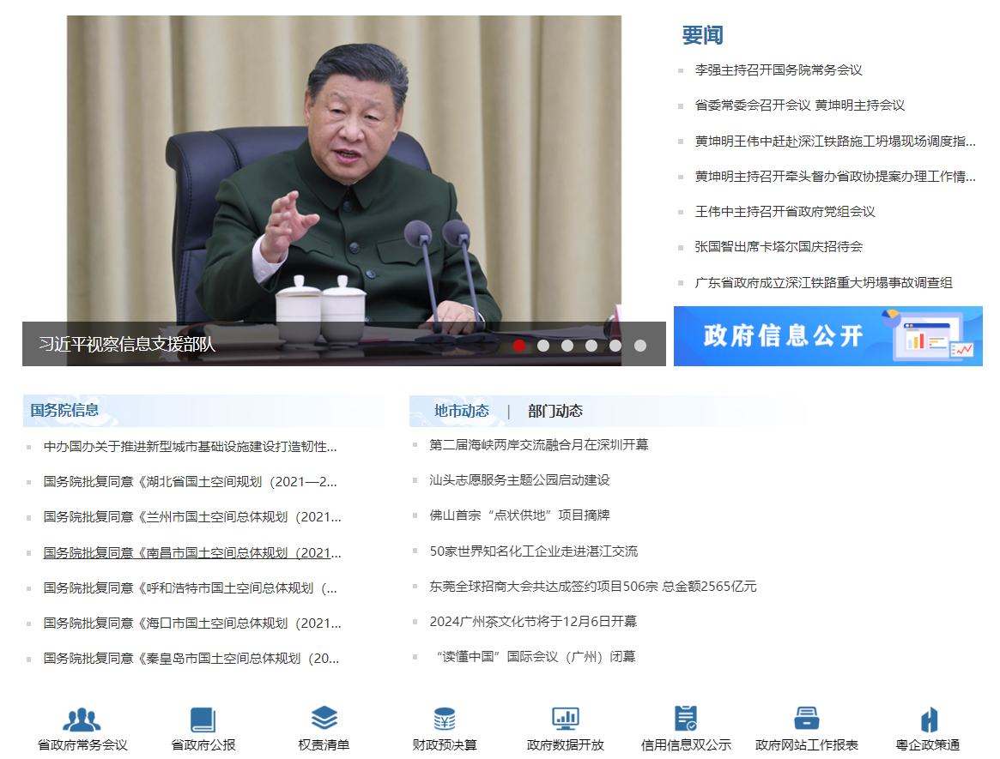 要闻
李强主持召开国务院常务会议
省委常委会召开会议 黄坤明主持会议
黄坤明王伟中赶赴深江铁路施工坍塌现场调度指...
黄坤明主持召开牵头督办省政协提案办理工作情...
王伟中主持召开省政府党组会议
张国智出席卡塔尔国庆招待会
广东省政府成立深江铁路重大坍塌事故调查组
习近平视察信息支援部队
政府信息公开
国务院信息
中办国办关于推进新型城市基础设施建设打造韧性...
国务院批复同意《湖北省国土空间规划（2021—2...
国务院批复同意《兰州市国土空间总体规划（2021...
国务院批复同意《南昌市国土空间总体规划（2021...
国务院批复同意《呼和浩特市国土空间总体规划（...
国务院批复同意《海口市国土空间总体规划（2021...
国务院批复同意《秦皇岛市国土空间总体规划（20...
地市动态 | 部门动态
第二届海峡两岸交流融合月在深圳开幕
汕头志愿服务主题公园启动建设
佛山首宗“点状供地”项目摘牌
50家世界知名化工企业走进湛江交流
东莞全球招商大会共达成签约项目506宗 总金额2565亿元
2024广州茶文化节将于12月6日开幕
“读懂中国”国际会议（广州）闭幕
省政府常务会议 省政府公报 权责清单 财政预决算 政府数据开放 信用信息双公示 政府网站工作报表 粤企政策通